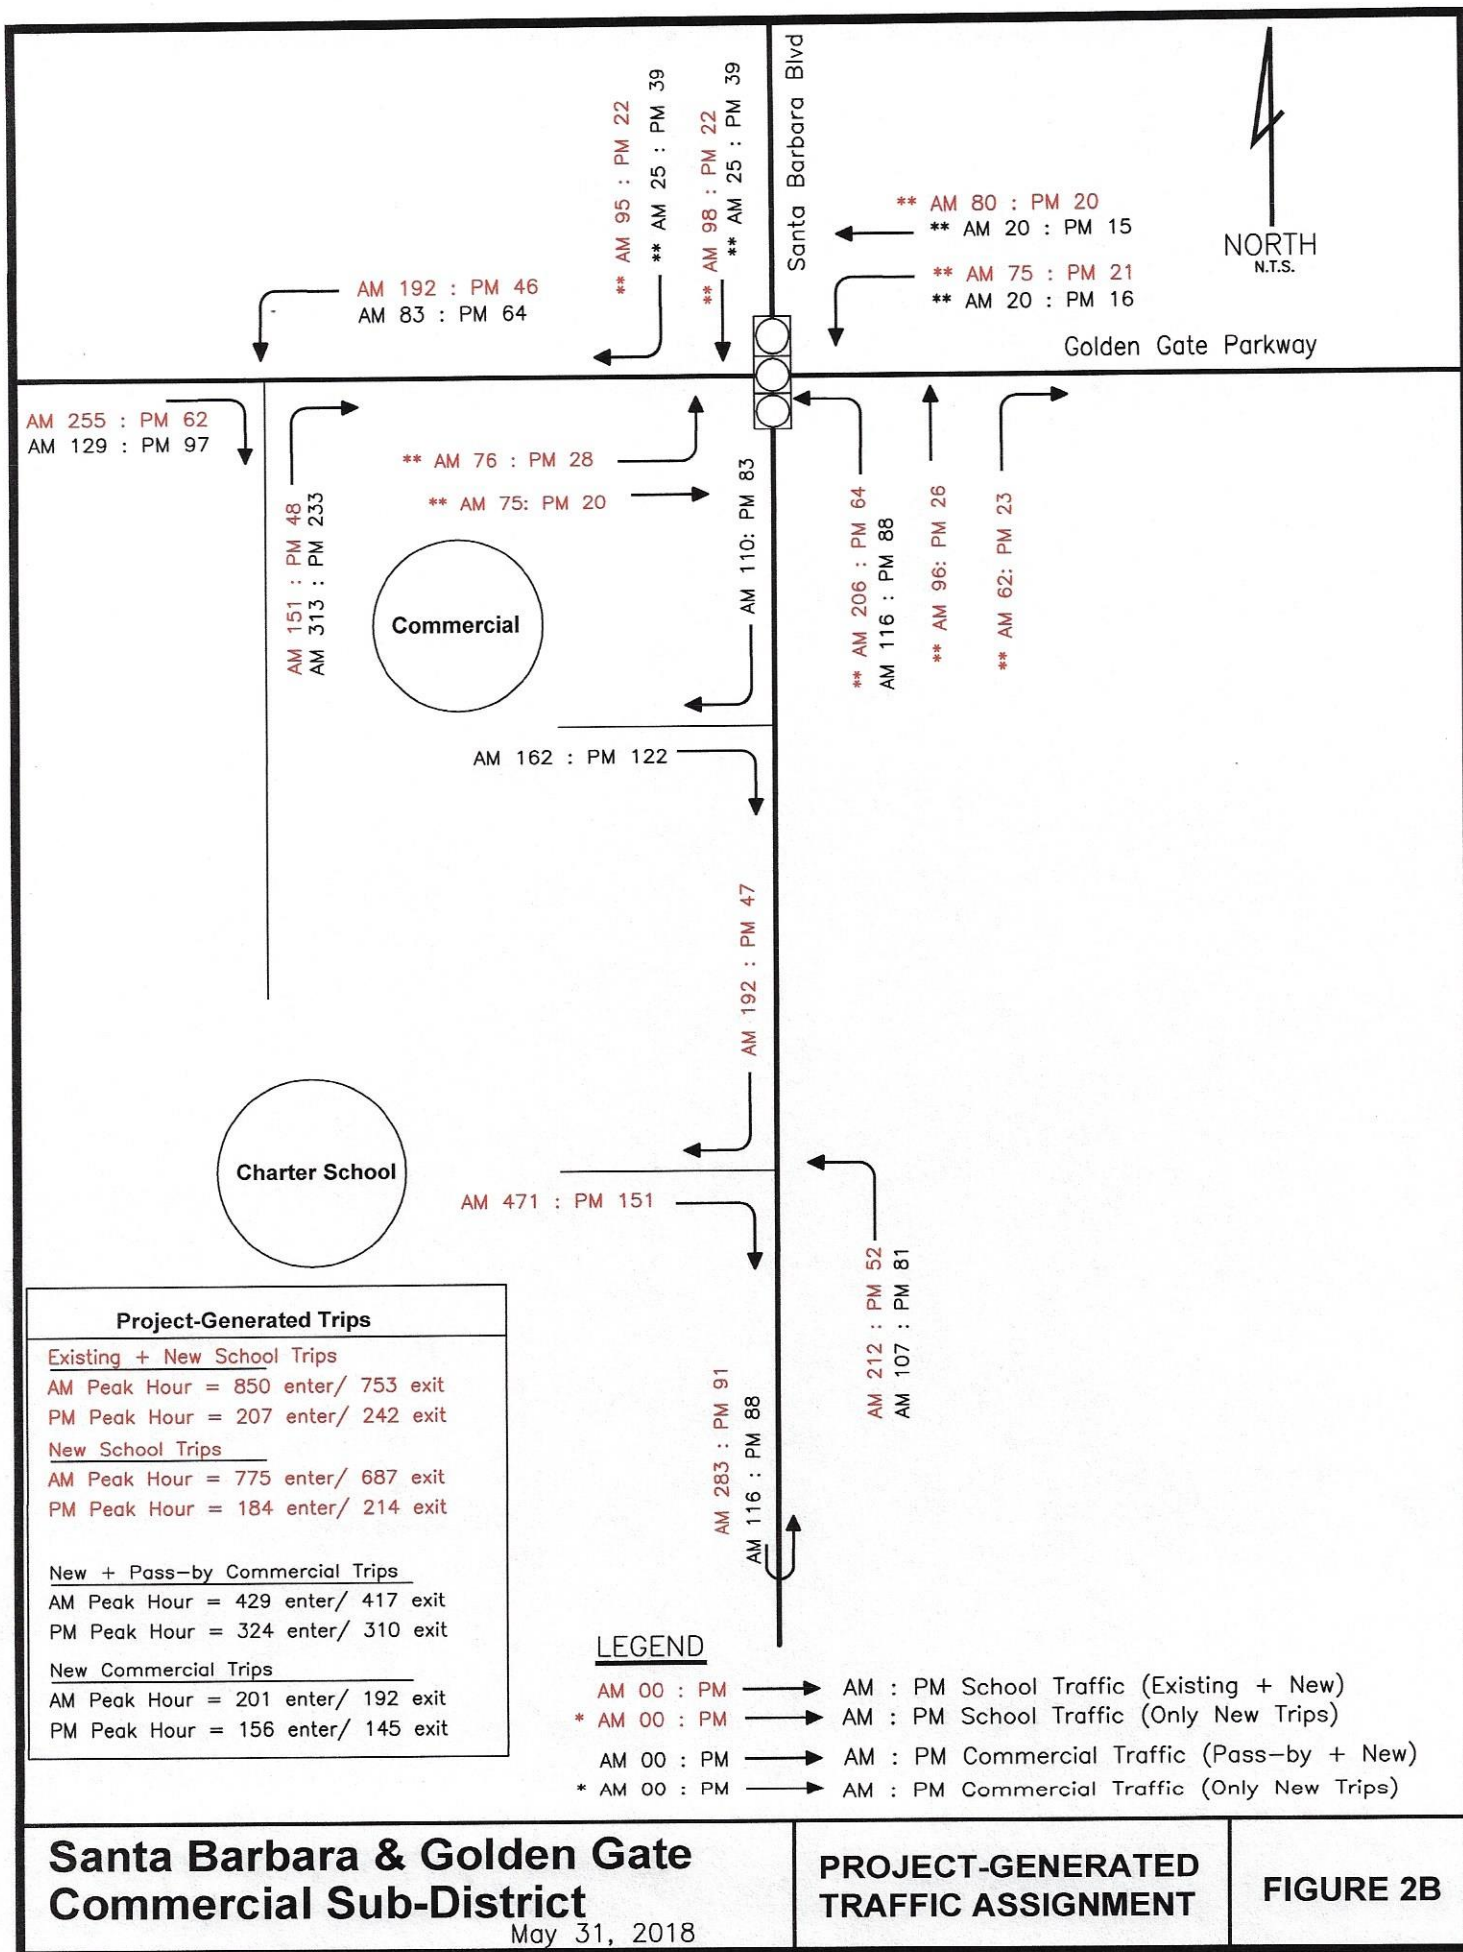 ** AM 95 : PM 22
** AM 25 : PM 39
** AM 98 : PM 22
** AM 25 : PM 39
Santa Barbara Blvd
** AM 80 : PM 20
** AM 20 : PM 15
** AM 75 : PM 21
** AM 20 : PM 16
NORTH
N.T.S.
AM 192 : PM 46
AM 83 : PM 64
Golden Gate Parkway
AM 255 : PM 62
AM 129 : PM 97
AM 151 : PM 48
AM 313 : PM 233
** AM 76 : PM 28
** AM 75: PM 20
AM 110: PM 83
** AM 206 : PM 64
AM 116 : PM 88
** AM 96: PM 26
** AM 62: PM 23
Commercial
AM 162 : PM 122
AM 192 : PM 47
Charter School
AM 471 : PM 151
AM 212 : PM 52
AM 107 : PM 81
AM 283 : PM 91
AM 116 : PM 88
Project-Generated Trips
Existing + New School Trips
AM Peak Hour = 850 enter/ 753 exit
PM Peak Hour = 207 enter/ 242 exit
New School Trips
AM Peak Hour = 775 enter/ 687 exit
PM Peak Hour = 184 enter/ 214 exit
New + Pass-by Commercial Trips
AM Peak Hour = 429 enter/ 417 exit
PM Peak Hour = 324 enter/ 310 exit
New Commercial Trips
AM Peak Hour = 201 enter/ 192 exit
PM Peak Hour = 156 enter/ 145 exit
LEGEND
AM 00 : PM AM : PM School Traffic (Existing + New)
* AM 00 : PM AM : PM School Traffic (Only New Trips)
AM 00 : PM AM : PM Commercial Traffic (Pass-by + New)
* AM 00 : PM AM : PM Commercial Traffic (Only New Trips)
Santa Barbara & Golden Gate
Commercial Sub-District
May 31, 2018
PROJECT-GENERATED
TRAFFIC ASSIGNMENT
FIGURE 2B